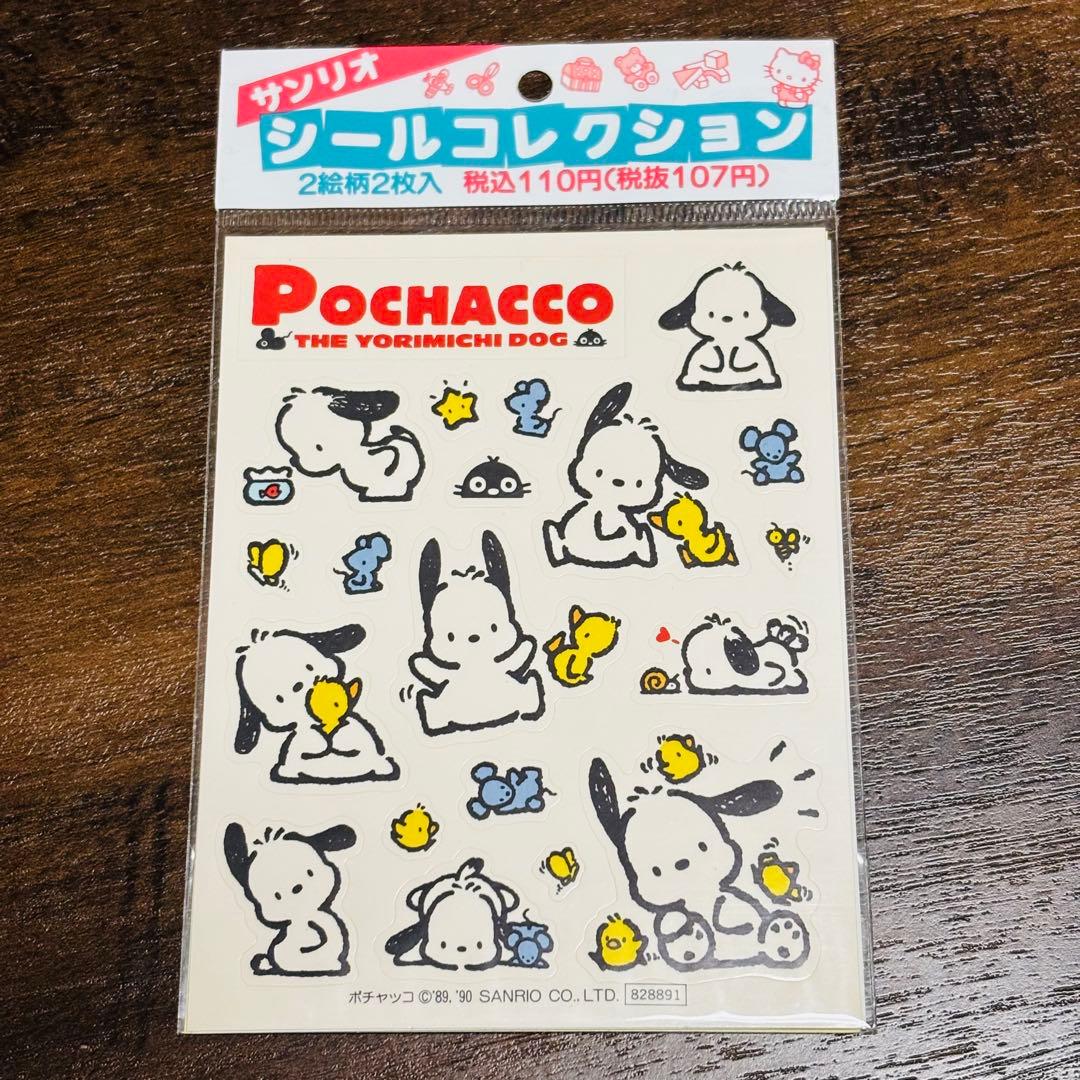 サンリオ
シールコレクション
2絵柄2枚入 税込110円(税抜107円)
POCHACCO
THE YORIMICHI DOG
ポチャッコ ©'89, '90 SANRIO CO., LTD. 828891